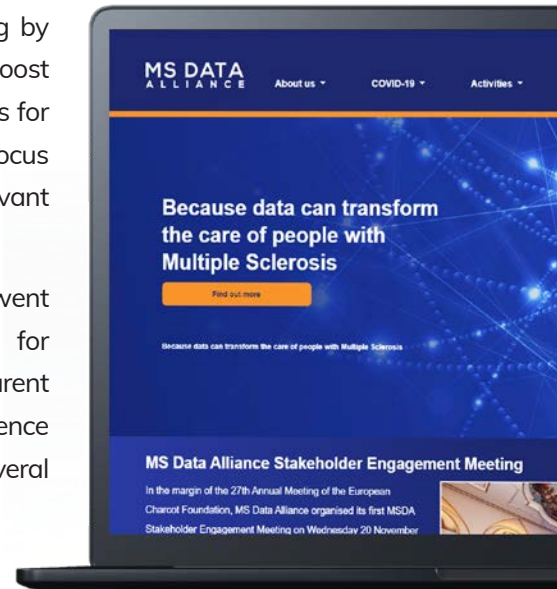 g by
oost
s for
ocus
vant
vent
for
rent
ence
veral
MS DATA
ALLIANCE
About us
COVID-19
Activities
Because data can transform
the care of people with
Multiple Sclerosis
Find out more
Because data can transform the care of people with Multiple Sclerosis
MS Data Alliance Stakeholder Engagement Meeting
In the margin of the 27th Annual Meeting of the European
Charcot Foundation, MS Data Alliance organised its first MSDA
Stakeholder Engagement Meeting on Wednesday 20 November